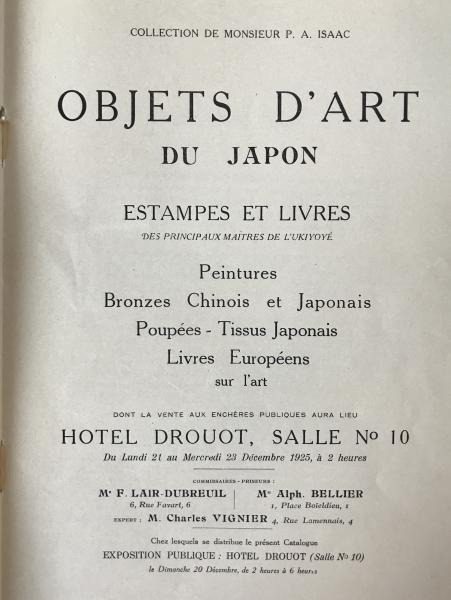 COLLECTION DE MONSIEUR P. A. ISAAC
OBJETS D'ART
DU JAPON
ESTAMPES ET LIVRES
DES PRINCIPAUX MAÎTRES DE L'UKIYOYÉ
Peintures
Bronzes Chinois et Japonais
Poupées - Tissus Japonais
Livres Européens
sur l'art
DONT LA VENTE AUX ENCHÈRES PUBLIQUES AURA LIEU
HOTEL DROUOT, SALLE No 10
Du Lundi 21 au Mercredi 23 Décembre 1925, à 2 heures
COMMISSAIRES-PRISEURS :
Me F. LAIR-DUBREUIL
6, Rue Favart, 6
Me Alph. BELLIER
1, Place Boïeldieu, 1
EXPERT : M. Charles VIGNIER 4, Rue Lamennais, 4
Chez lesquels se distribue le présent Catalogue
EXPOSITION PUBLIQUE : HOTEL DROUOT (Salle No 10)
le Dimanche 20 Décembre, de 2 heures à 6 heures